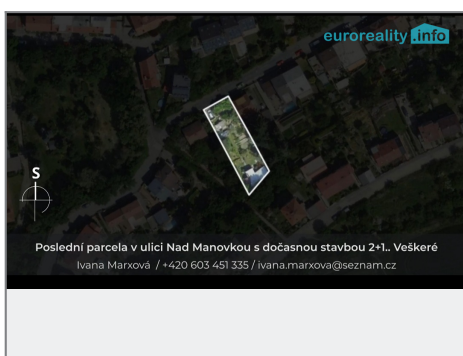 euroreality .info
S
Poslední parcela v ulici Nad Manovkou s dočasnou stavbou 2+1.. Veškeré
Ivana Marxová / +420 603 451 335 / ivana.marxova@seznam.cz